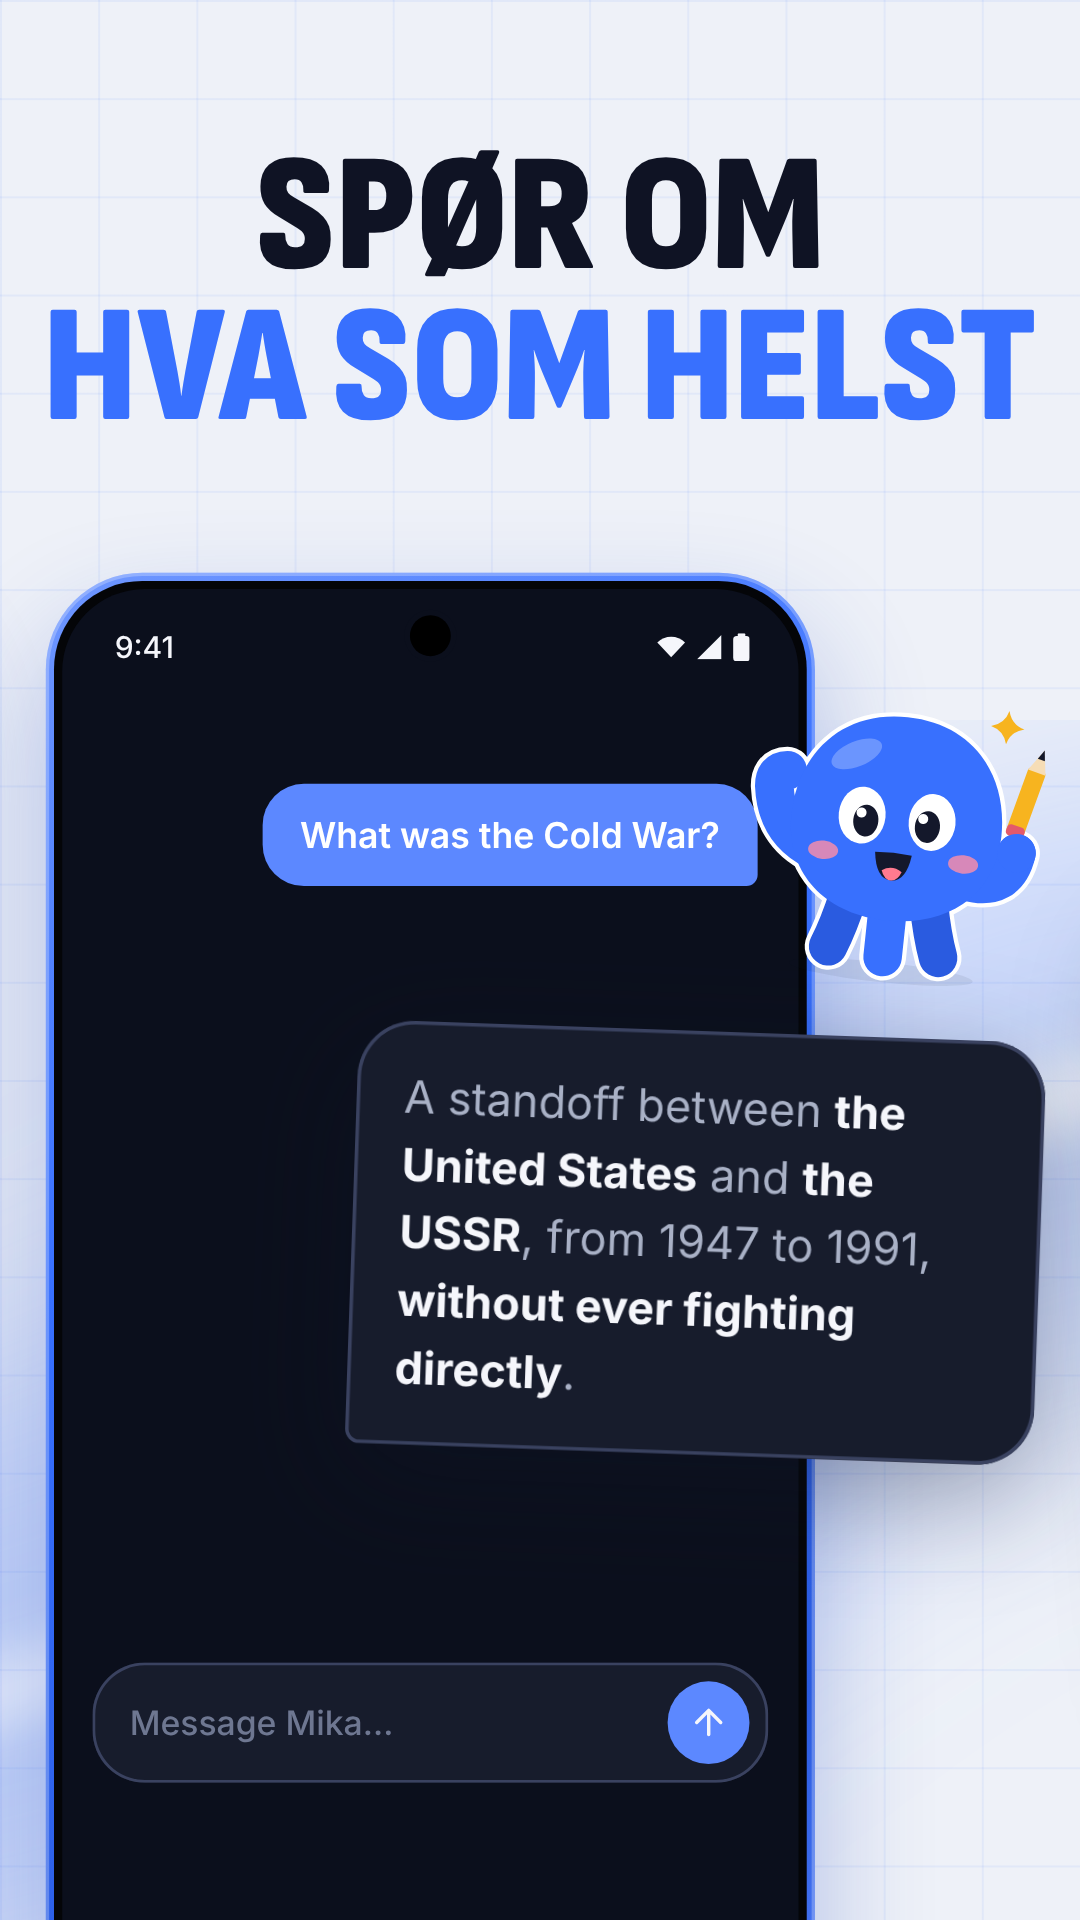 SPØR OM
HVA SOM HELST
9:41
What was the Cold War?
A standoff between the
United States and the
USSR, from 1947 to 1991,
without ever fighting
directly.
Message Mika...